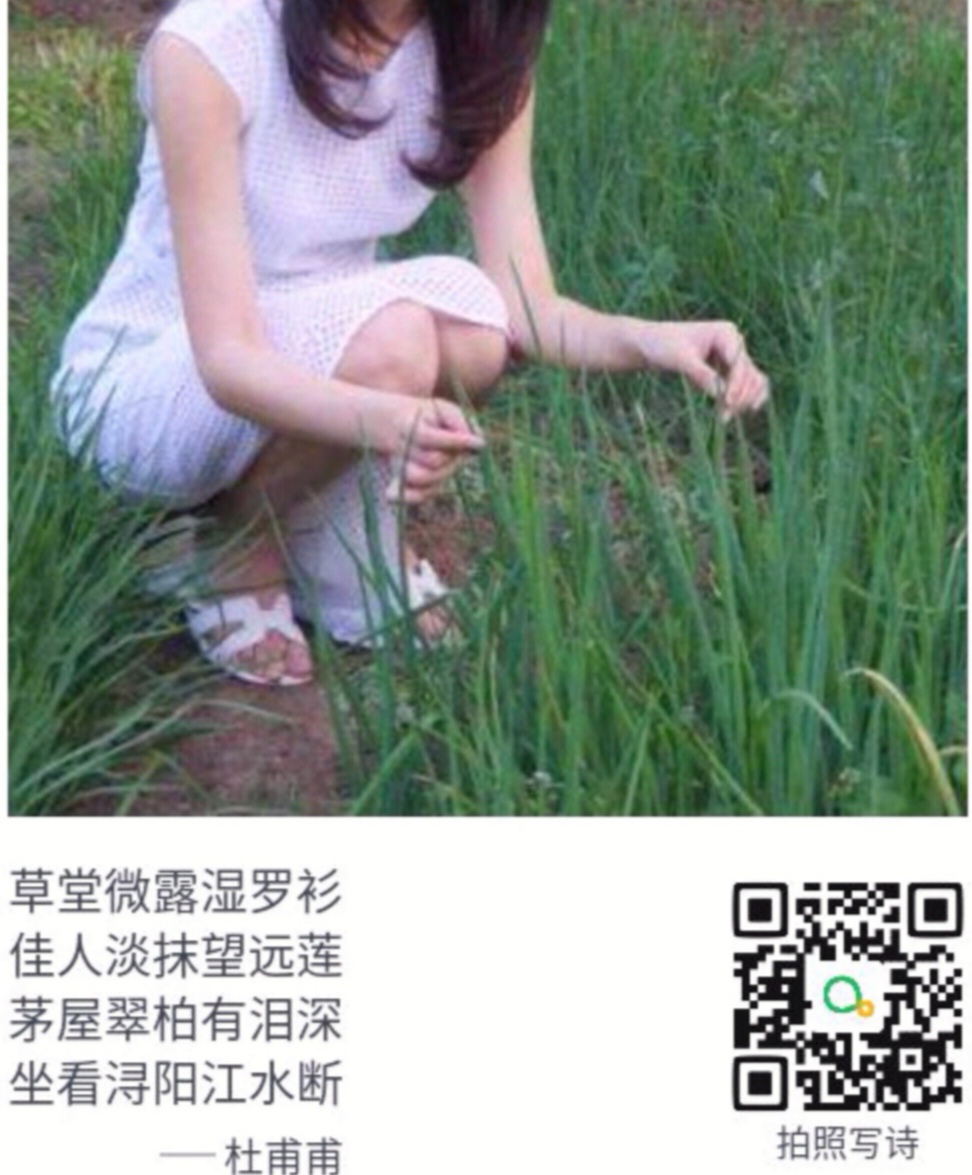 草堂微露湿罗衫
佳人淡抹望远莲
茅屋翠柏有泪深
坐看浔阳江水断
—— 杜甫甫
拍照写诗